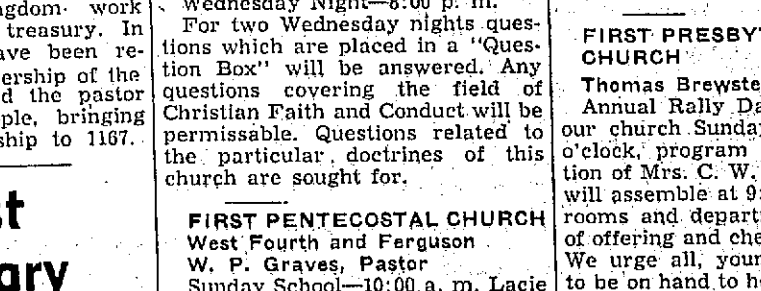 gdom work
treasury. In
ave been re-
ership of the
d the pastor
ple, bringing
ship to 1167.
t
ary
Wednesday Night—8:00 p. m.
For two Wednesday nights ques-
tions which are placed in a "Ques-
tion Box" will be answered. Any
questions covering the field of
Christian Faith and Conduct will be
permissable. Questions related to
the particular doctrines of this
church are sought for.
FIRST PENTECOSTAL CHURCH
West Fourth and Ferguson
W. P. Graves, Pastor
Sunday School—10:00 a. m. Lacie
FIRST PRESBY
CHURCH
Thomas Brewste
Annual Rally Da
our church Sunday
o'clock, program
tion of Mrs. C. W.
will assemble at 9:
rooms and depart
of offering and che
We urge all, your
to be on hand to h